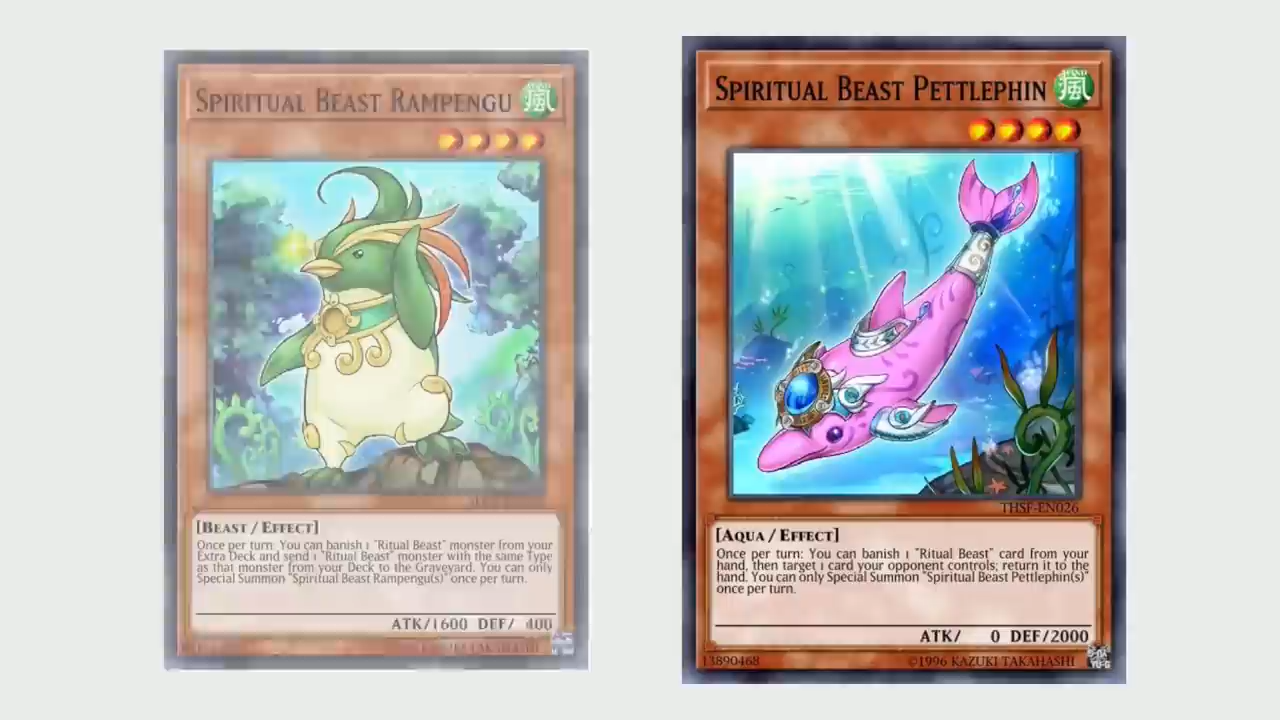 SPIRITUAL BEAST RAMPENGU
WIND
風
[BEAST / EFFECT]
Once per turn: You can banish 1 "Ritual Beast" monster from your
Extra Deck and send 1 "Ritual Beast" monster with the same Type
as that monster from your Deck to the Graveyard. You can only
Special Summon "Spiritual Beast Rampengu(s)" once per turn.
ATK/1600 DEF/ 400
KAZUKI TAKAHASHI
SPIRITUAL BEAST PETTLEPHIN
WIND
風
THSF-EN026
[AQUA / EFFECT]
Once per turn: You can banish 1 "Ritual Beast" card from your
hand, then target 1 card your opponent controls; return it to the
hand. You can only Special Summon "Spiritual Beast Pettlephin(s)"
once per turn.
ATK/ 0 DEF/2000
13890468
©1996 KAZUKI TAKAHASHI